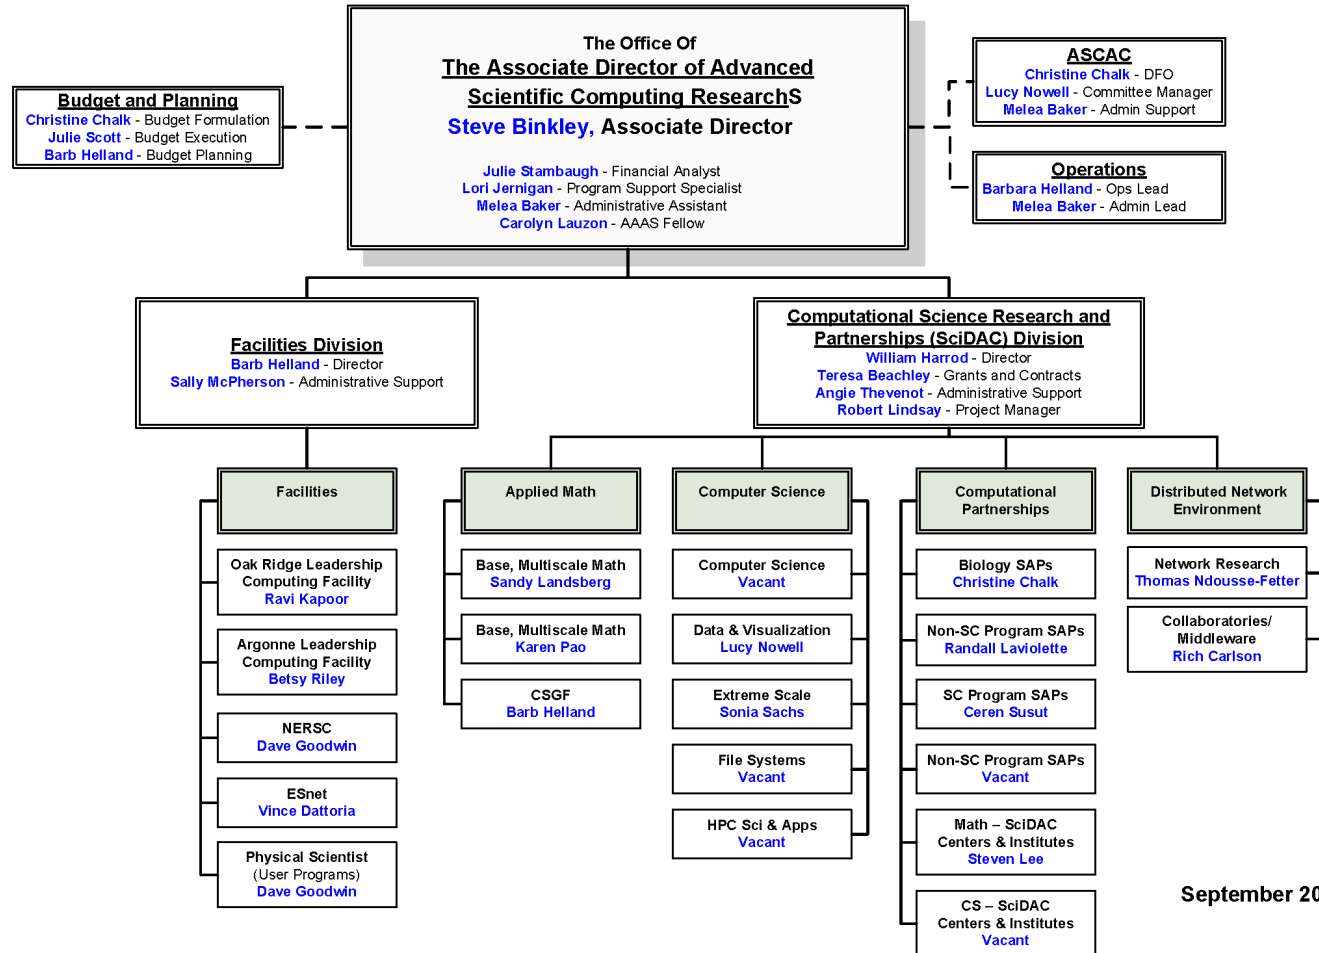 The Office Of
The Associate Director of Advanced
Scientific Computing ResearchS
Steve Binkley, Associate Director
Julie Stambaugh - Financial Analyst
Lori Jernigan - Program Support Specialist
Melea Baker - Administrative Assistant
Carolyn Lauzon - AAAS Fellow
Budget and Planning
Christine Chalk - Budget Formulation
Julie Scott - Budget Execution
Barb Helland - Budget Planning
ASCAC
Christine Chalk - DFO
Lucy Nowell - Committee Manager
Melea Baker - Admin Support
Operations
Barbara Helland - Ops Lead
Melea Baker - Admin Lead
Facilities Division
Barb Helland - Director
Sally McPherson - Administrative Support
Computational Science Research and
Partnerships (SciDAC) Division
William Harrod - Director
Teresa Beachley - Grants and Contracts
Angie Thevenot - Administrative Support
Robert Lindsay - Project Manager
Facilities
Oak Ridge Leadership
Computing Facility
Ravi Kapoor
Argonne Leadership
Computing Facility
Betsy Riley
NERSC
Dave Goodwin
ESnet
Vince Dattoria
Physical Scientist
(User Programs)
Dave Goodwin
Applied Math
Base, Multiscale Math
Sandy Landsberg
Base, Multiscale Math
Karen Pao
CSGF
Barb Helland
Computer Science
Computer Science
Vacant
Data & Visualization
Lucy Nowell
Extreme Scale
Sonia Sachs
File Systems
Vacant
HPC Sci & Apps
Vacant
Computational
Partnerships
Biology SAPs
Christine Chalk
Non-SC Program SAPs
Randall Laviolette
SC Program SAPs
Ceren Susut
Non-SC Program SAPs
Vacant
Math – SciDAC
Centers & Institutes
Steven Lee
CS – SciDAC
Centers & Institutes
Vacant
Distributed Network
Environment
Network Research
Thomas Ndousse-Fetter
Collaboratories/
Middleware
Rich Carlson
September 20